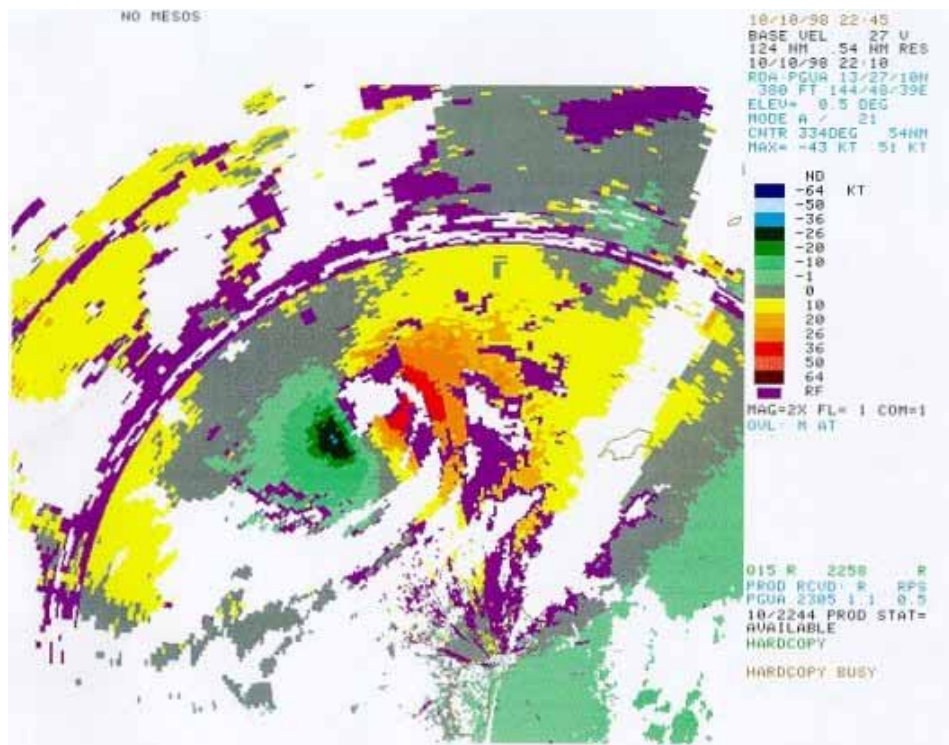 NO MESOS
10/10/98 22:45
BASE VEL 27 V
124 NM .54 NM RES
10/10/98 22:10
RDA:PGUA 13/27/10N
380 FT 144/48/39E
ELEV= 0.5 DEG
MODE A / 21
CNTR 334DEG 54NM
MAX= -43 KT 51 KT
ND
-64 KT
-50
-36
-26
-20
-10
-1
0
10
20
26
36
50
64
RF
MAG=2X FL= 1 COM=1
OVL: M AT
015 R 2258 R
PROD RCVD: R RPS
PGUA 2305 1.1 0.5
10/2244 PROD STAT=
AVAILABLE
HARDCOPY
HARDCOPY BUSY